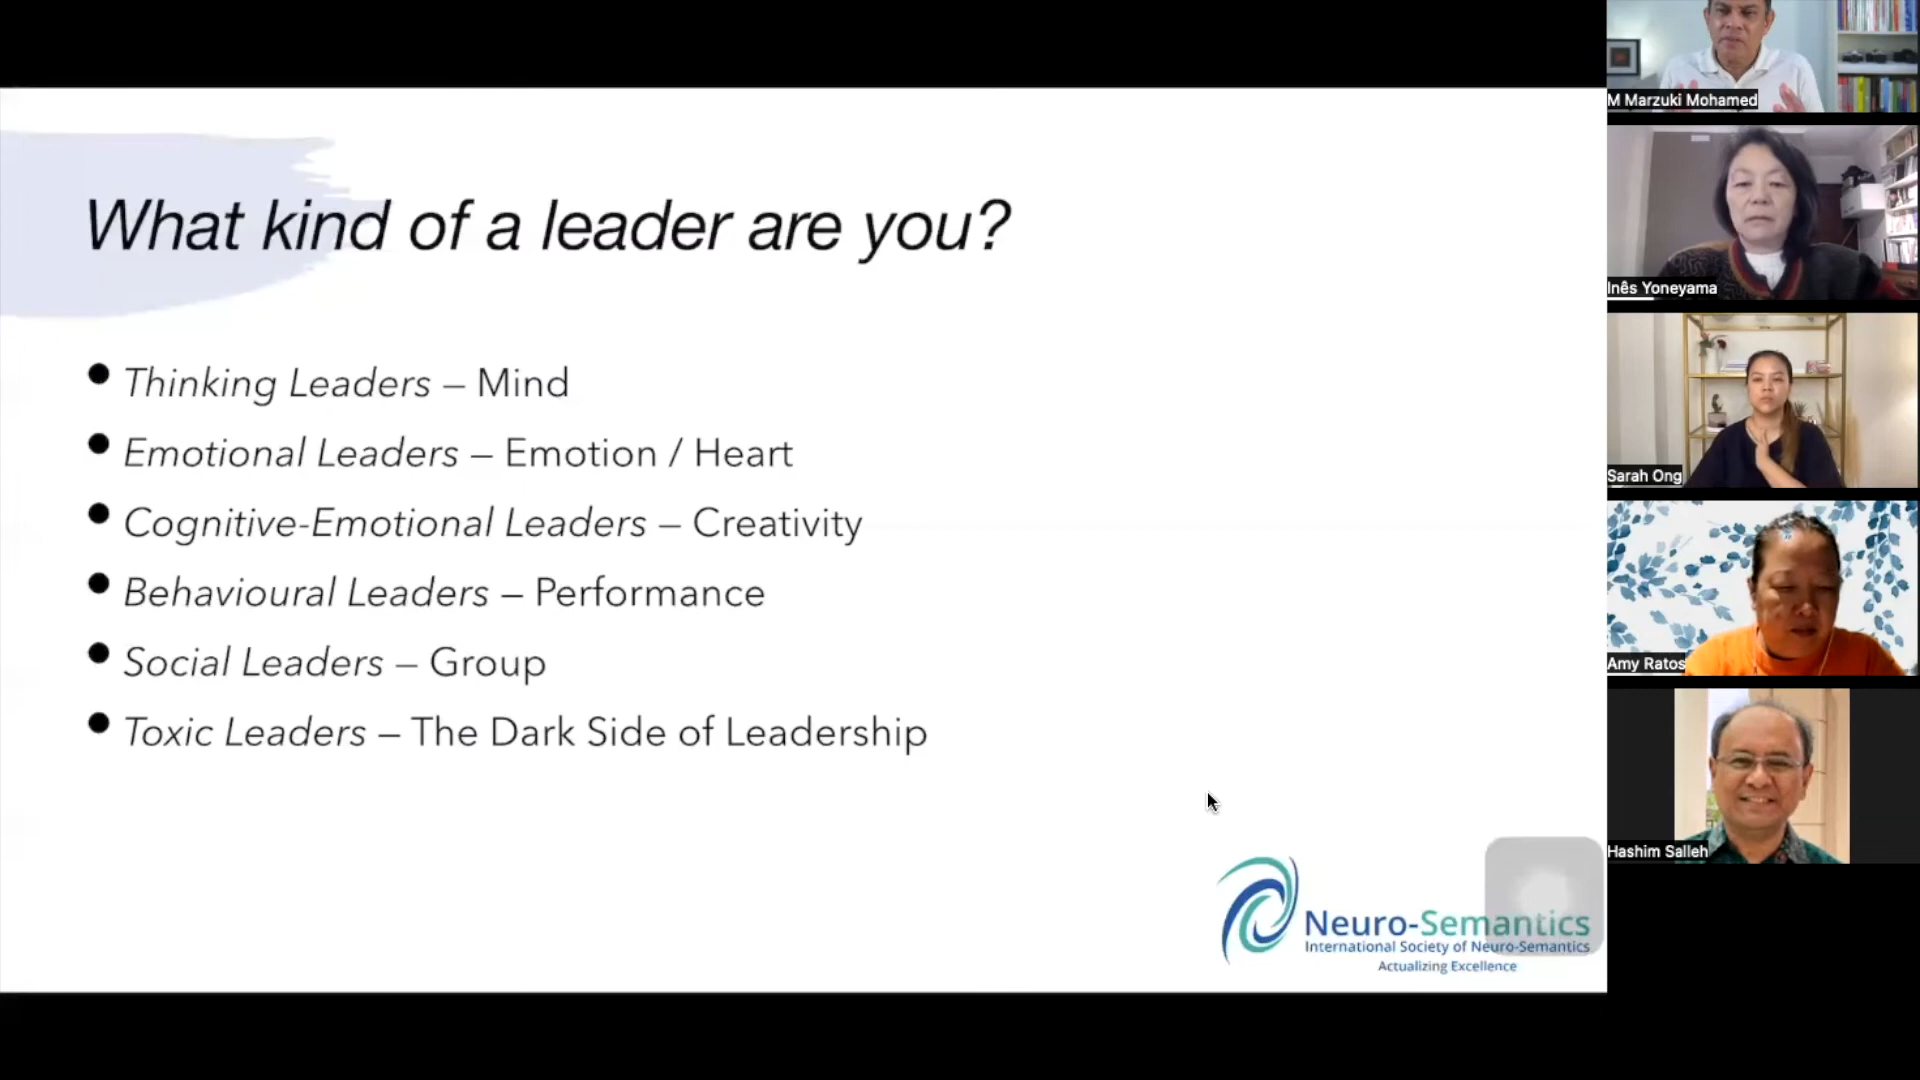 What kind of a leader are you?
Thinking Leaders – Mind
Emotional Leaders – Emotion / Heart
Cognitive-Emotional Leaders – Creativity
Behavioural Leaders – Performance
Social Leaders – Group
Toxic Leaders – The Dark Side of Leadership
Neuro-Semantics
International Society of Neuro-Semantics
Actualizing Excellence
M Marzuki Mohamed
Inês Yoneyama
Sarah Ong
Amy Ratos
Hashim Salleh